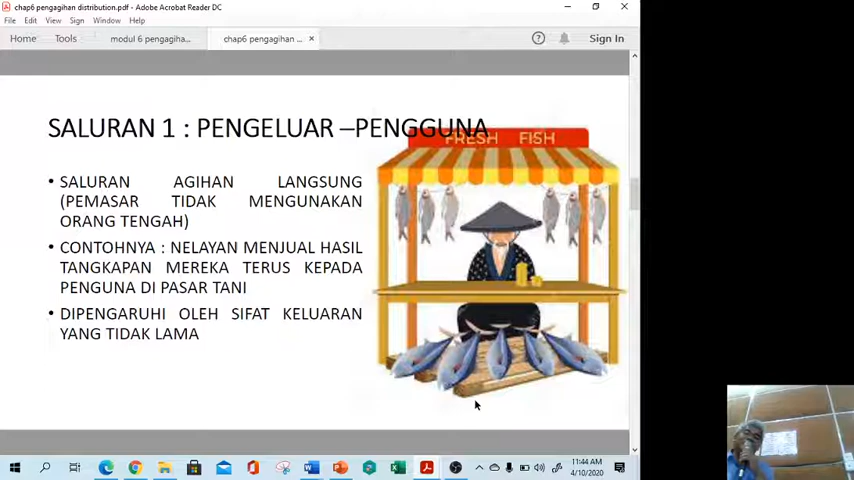 chap6 pengagihan distribution.pdf - Adobe Acrobat Reader DC
File Edit View Sign Window Help
Home Tools modul 6 pengagiha... chap6 pengagihan ... Sign In
SALURAN 1 : PENGELUAR –PENGGUNA
FRESH FISH
• SALURAN AGIHAN LANGSUNG
(PEMASAR TIDAK MENGUNAKAN
ORANG TENGAH)
• CONTOHNYA : NELAYAN MENJUAL HASIL
TANGKAPAN MEREKA TERUS KEPADA
PENGUNA DI PASAR TANI
• DIPENGARUHI OLEH SIFAT KELUARAN
YANG TIDAK LAMA
11:44 AM
4/10/2020